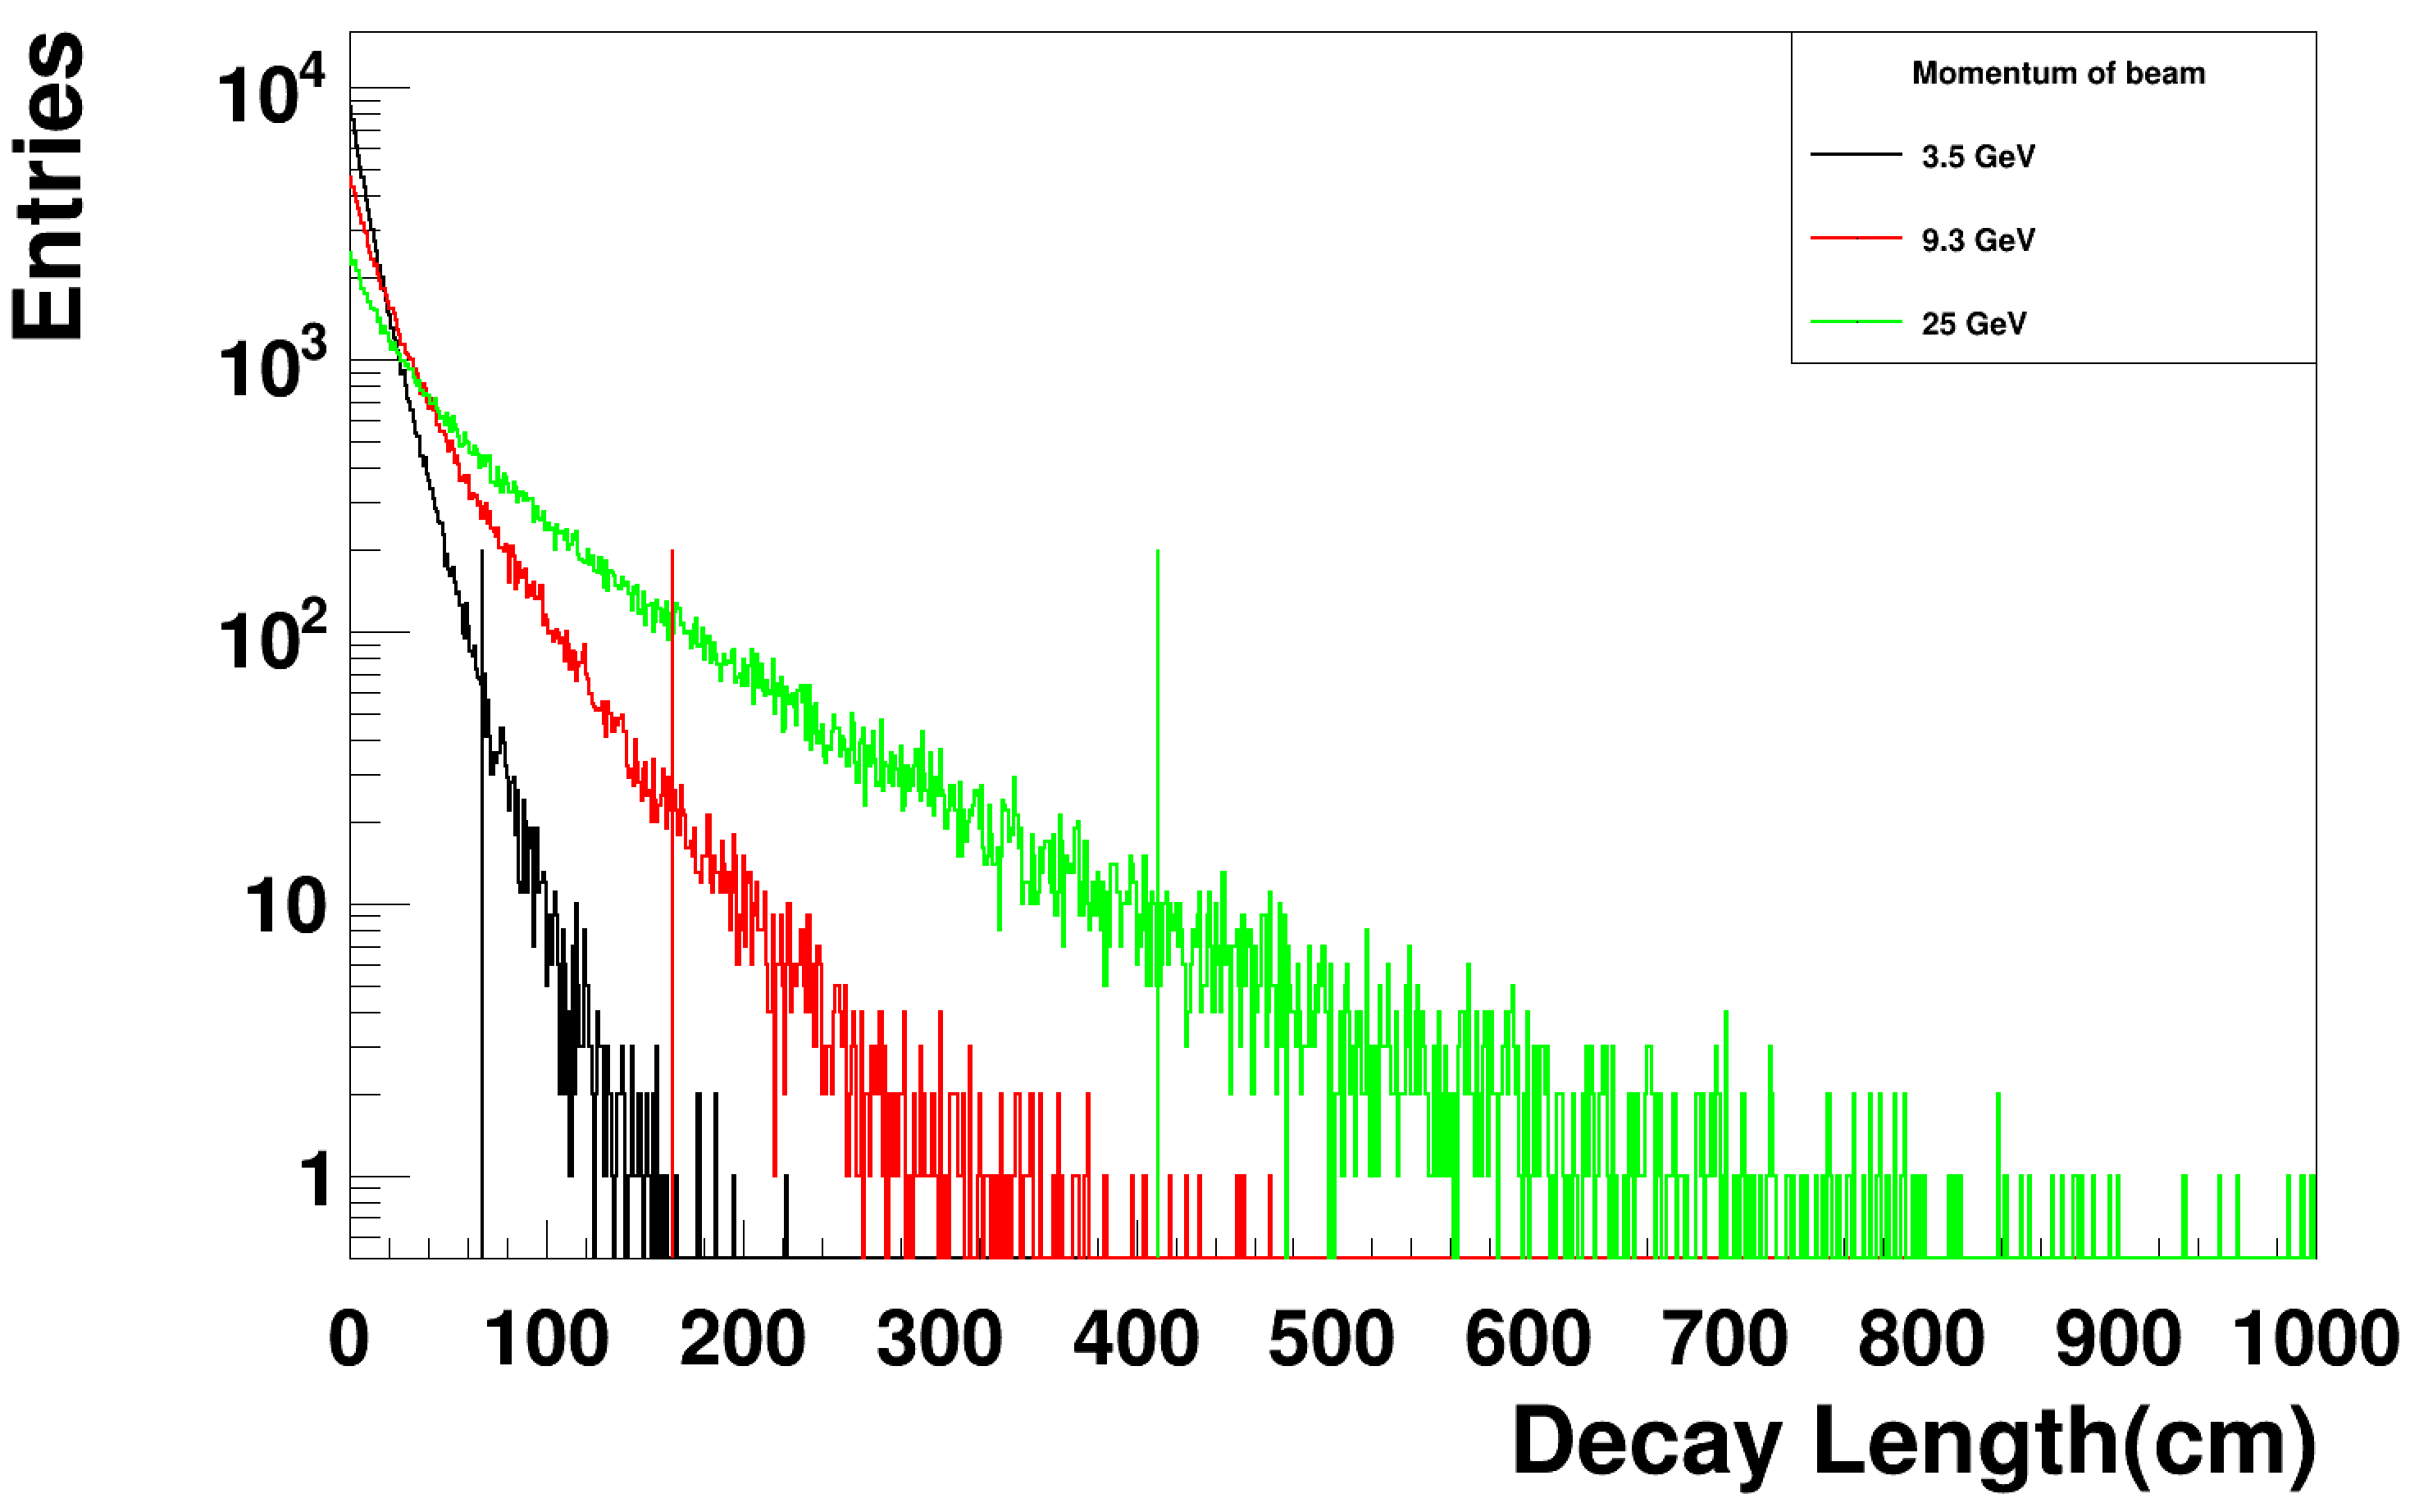 Entries
10^4
10^3
10^2
10
1
Momentum of beam
3.5 GeV
9.3 GeV
25 GeV
0 100 200 300 400 500 600 700 800 900 1000
Decay Length(cm)